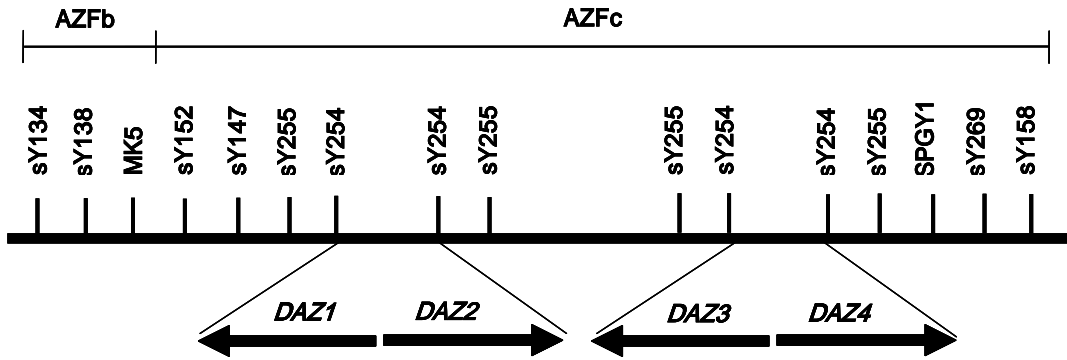 AZFb AZFc
sY134 sY138 MK5 sY152 sY147 sY255 sY254 sY254 sY255 sY255 sY254 sY254 sY255 SPGY1 sY269 sY158
DAZ1 DAZ2 DAZ3 DAZ4